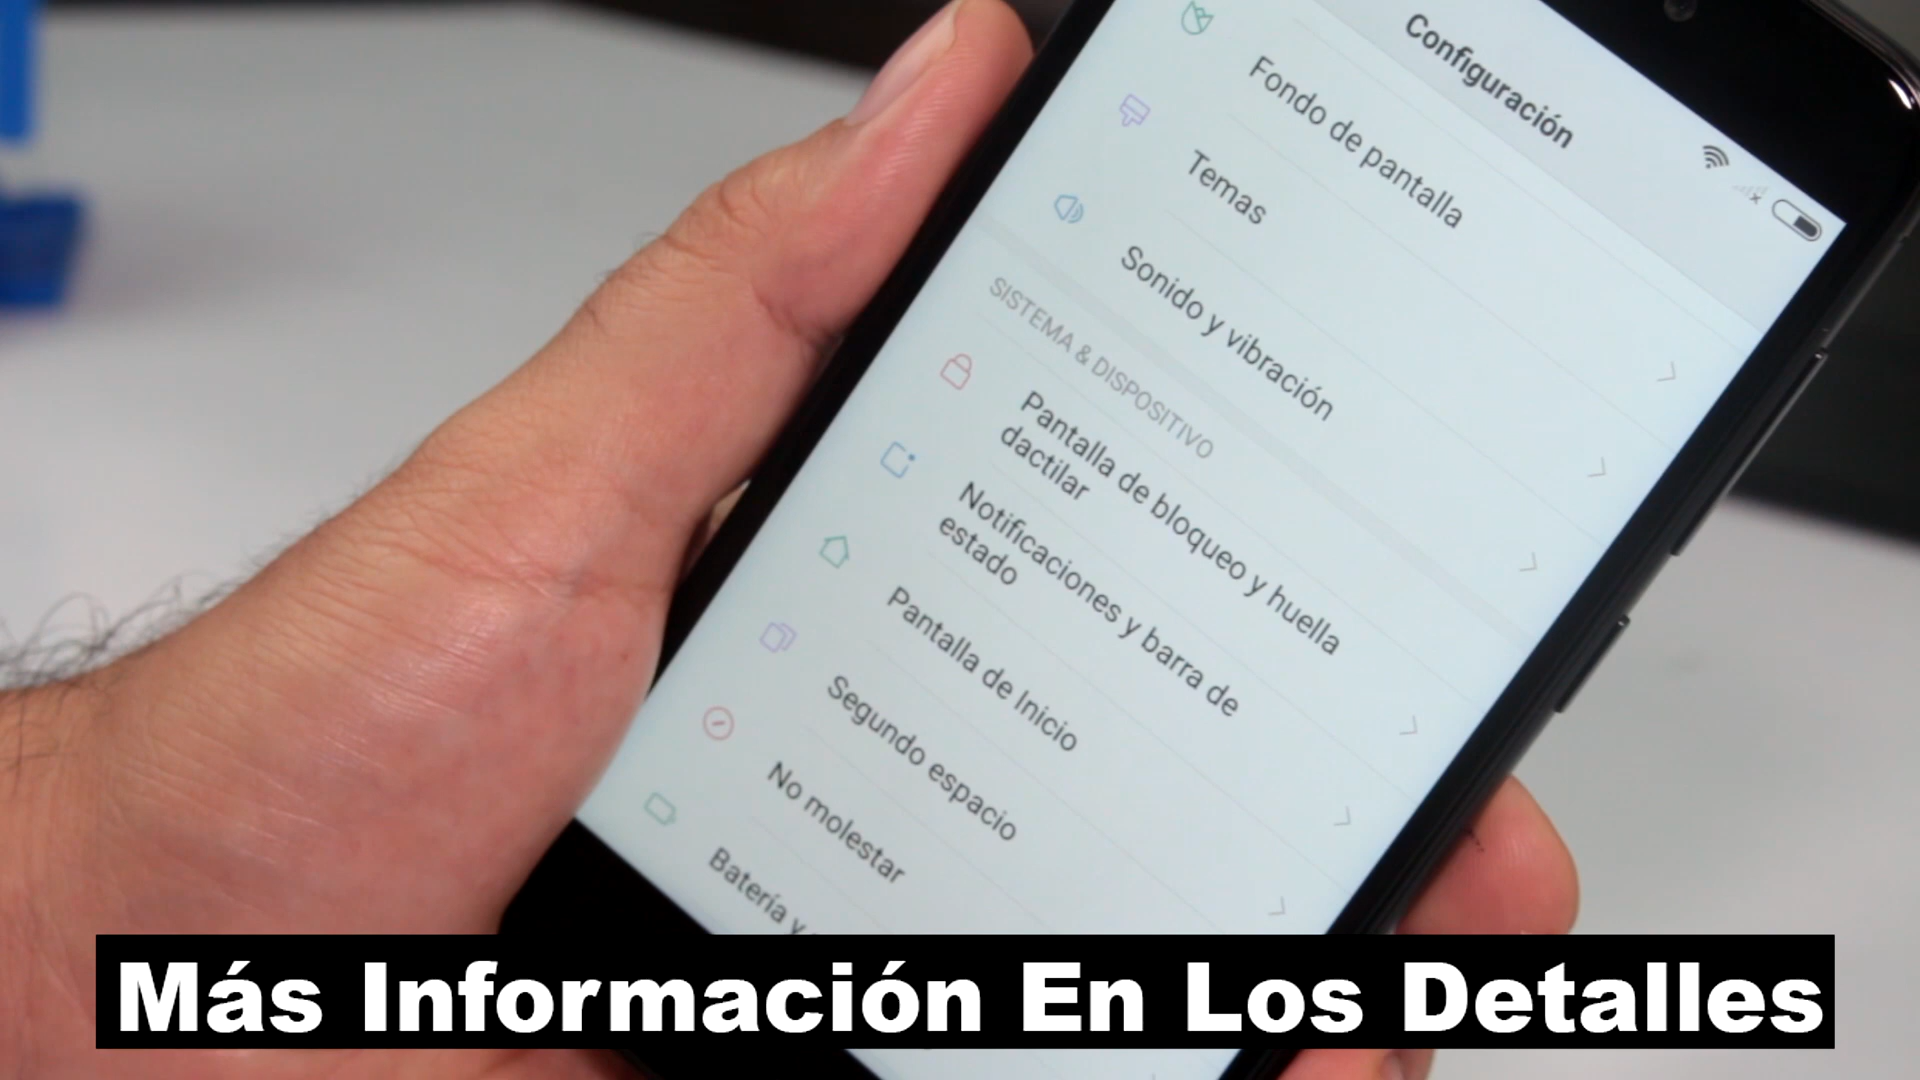 Configuración
Fondo de pantalla
Temas
Sonido y vibración
SISTEMA & DISPOSITIVO
Pantalla de bloqueo y huella
dactilar
Notificaciones y barra de
estado
Pantalla de Inicio
Segundo espacio
No molestar
Batería y
Más Información En Los Detalles